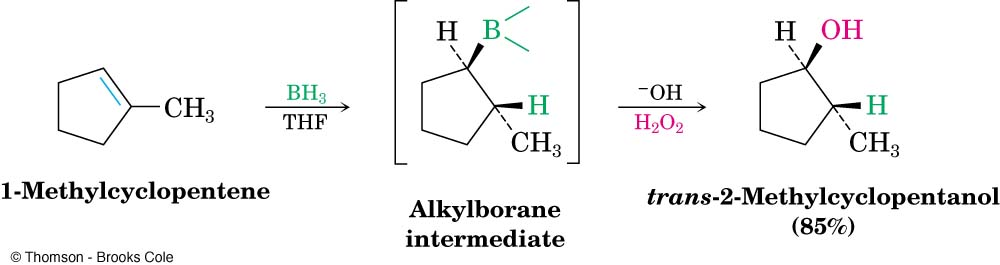 CH₃
1-Methylcyclopentene
BH₃
THF
H
B
H
CH₃
Alkylborane
intermediate
⁻OH
H₂O₂
H
OH
H
CH₃
trans-2-Methylcyclopentanol
(85%)
© Thomson - Brooks Cole